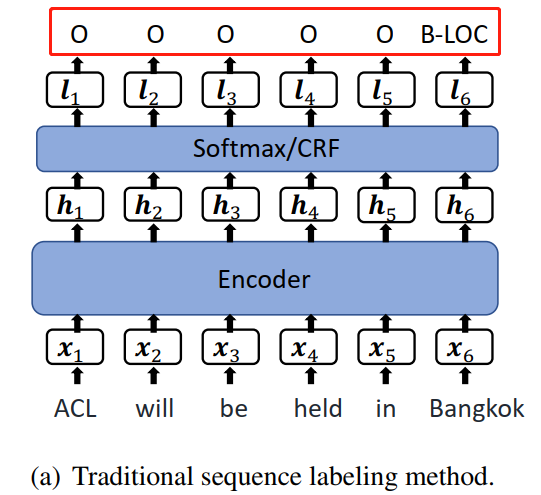 O O O O O B-LOC
l1 l2 l3 l4 l5 l6
Softmax/CRF
h1 h2 h3 h4 h5 h6
Encoder
x1 x2 x3 x4 x5 x6
ACL will be held in Bangkok
(a) Traditional sequence labeling method.